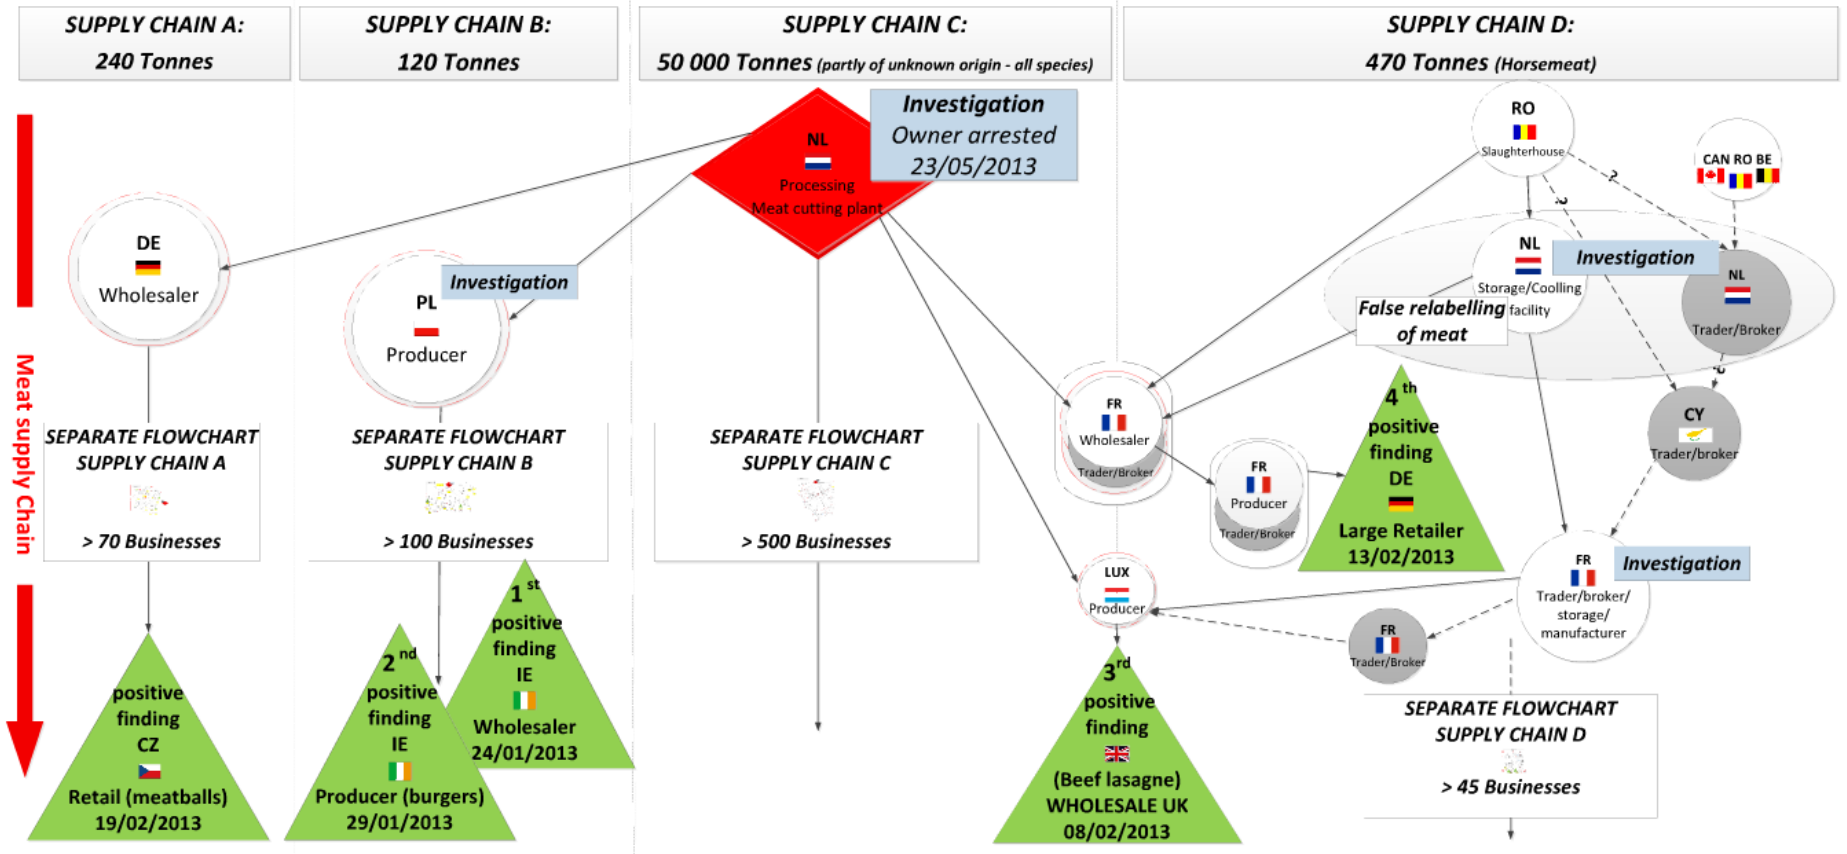 SUPPLY CHAIN A:
240 Tonnes
SUPPLY CHAIN B:
120 Tonnes
SUPPLY CHAIN C:
50 000 Tonnes (partly of unknown origin - all species)
SUPPLY CHAIN D:
470 Tonnes (Horsemeat)
Meat supply Chain
DE
Wholesaler
SEPARATE FLOWCHART
SUPPLY CHAIN A
> 70 Businesses
positive
finding
CZ
Retail (meatballs)
19/02/2013
PL
Producer
Investigation
SEPARATE FLOWCHART
SUPPLY CHAIN B
> 100 Businesses
1st
positive
finding
IE
Wholesaler
24/01/2013
2nd
positive
finding
IE
Producer (burgers)
29/01/2013
NL
Processing
Meat cutting plant
Investigation
Owner arrested
23/05/2013
SEPARATE FLOWCHART
SUPPLY CHAIN C
> 500 Businesses
FR
Wholesaler
Trader/Broker
FR
Producer
Trader/Broker
LUX
Producer
3rd
positive
finding
(Beef lasagne)
WHOLESALE UK
08/02/2013
RO
Slaughterhouse
?
?
CAN RO BE
NL
Storage/Coolling
facility
Investigation
NL
Trader/Broker
?
False relabelling
of meat
4th
positive
finding
DE
Large Retailer
13/02/2013
CY
Trader/broker
FR
Trader/broker/
storage/
manufacturer
Investigation
FR
Trader/Broker
SEPARATE FLOWCHART
SUPPLY CHAIN D
> 45 Businesses